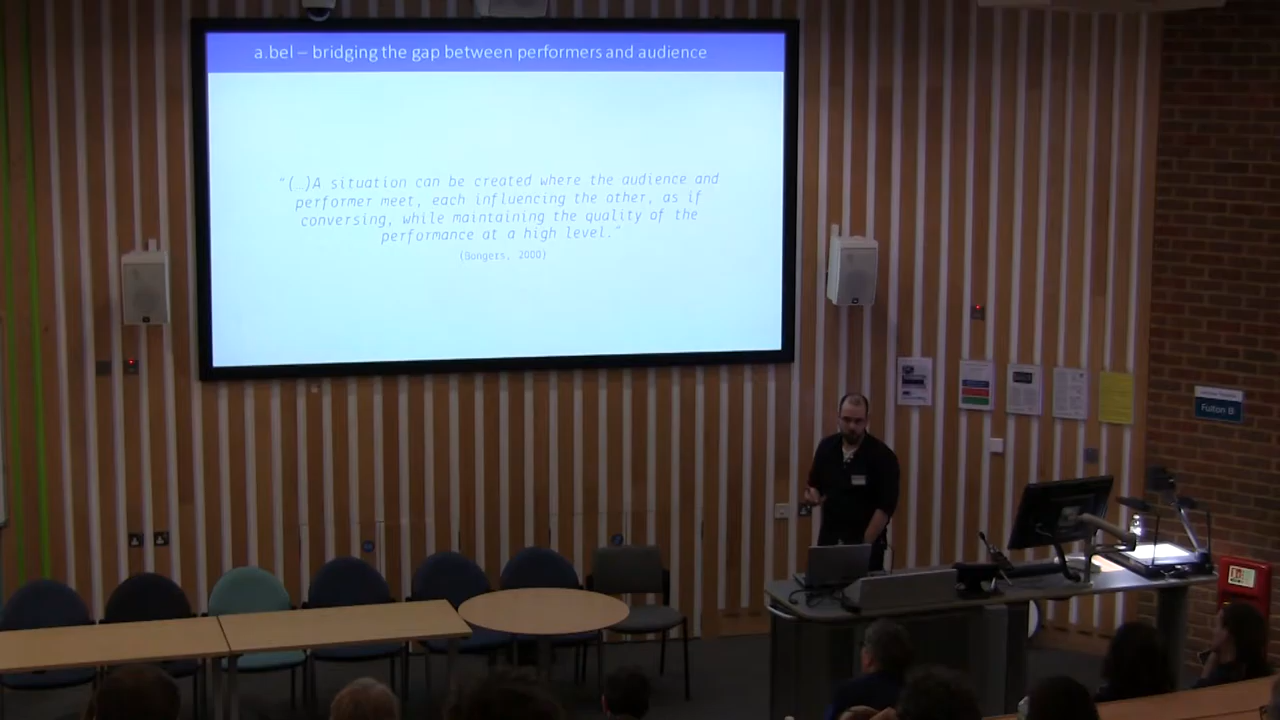 a.bel – bridging the gap between performers and audience
"(…)A situation can be created where the audience and
performer meet, each influencing the other, as if
conversing, while maintaining the quality of the
performance at a high level."
(Bongers, 2000)
Fulton B